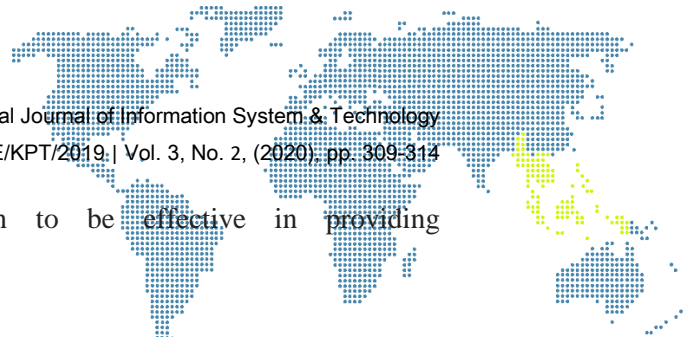 al Journal of Information System & Technology
E/KPT/2019 | Vol. 3, No. 2, (2020), pp. 309-314
to be effective in providing